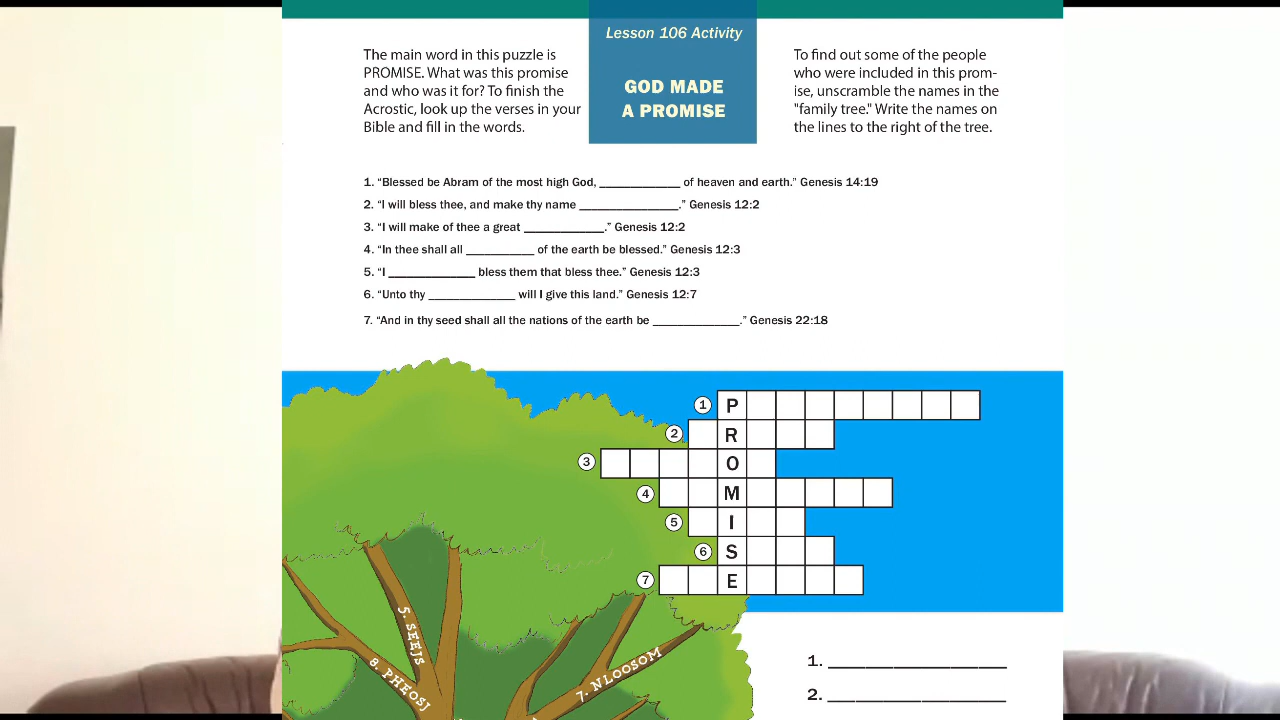 Lesson 106 Activity
GOD MADE
A PROMISE
The main word in this puzzle is
PROMISE. What was this promise
and who was it for? To finish the
Acrostic, look up the verses in your
Bible and fill in the words.
To find out some of the people
who were included in this prom-
ise, unscramble the names in the
"family tree." Write the names on
the lines to the right of the tree.
1. “Blessed be Abram of the most high God, _____________ of heaven and earth.” Genesis 14:19
2. “I will bless thee, and make thy name ________________.” Genesis 12:2
3. “I will make of thee a great _____________.” Genesis 12:2
4. “In thee shall all ___________ of the earth be blessed.” Genesis 12:3
5. “I ______________ bless them that bless thee.” Genesis 12:3
6. “Unto thy ______________ will I give this land.” Genesis 12:7
7. “And in thy seed shall all the nations of the earth be ______________.” Genesis 22:18
1 P
2 R
3 O
4 M
5 I
6 S
7 E
5. SEEJS
8. PHEOSJ
7. NLOOSOM
1. ___________________
2. ___________________